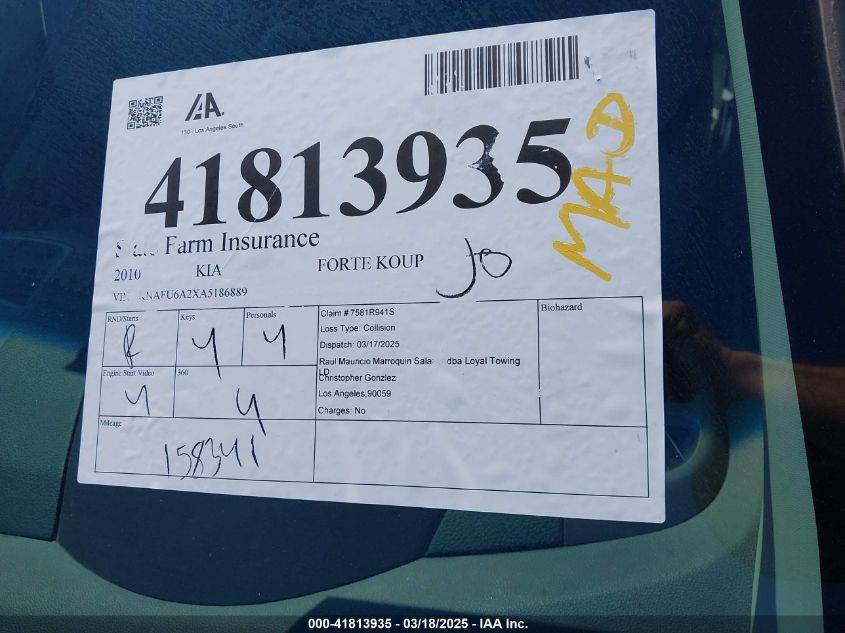 IAA.
130 - Los Angeles South
41813935
MAD
State Farm Insurance
2010 KIA FORTE KOUP
JO
VIN: KNAFU6A2XA5186889
RND/Starts Keys Personals
R Y Y
Engine Start Video 360
Y Y
Mileage
158341
Claim # 7581R941S
Loss Type: Collision
Dispatch: 03/17/2025
Raul Mauricio Marroquin Sala dba Loyal Towing
LD
Christopher Gonzlez
Los Angeles,90059
Charges: No
Biohazard
000-41813935 - 03/18/2025 - IAA Inc.